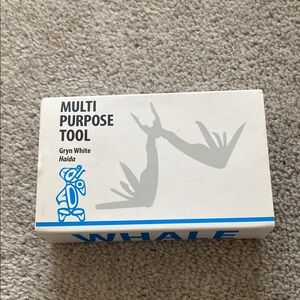 MULTI
PURPOSE
TOOL
Gryn White
Haida
WHALE